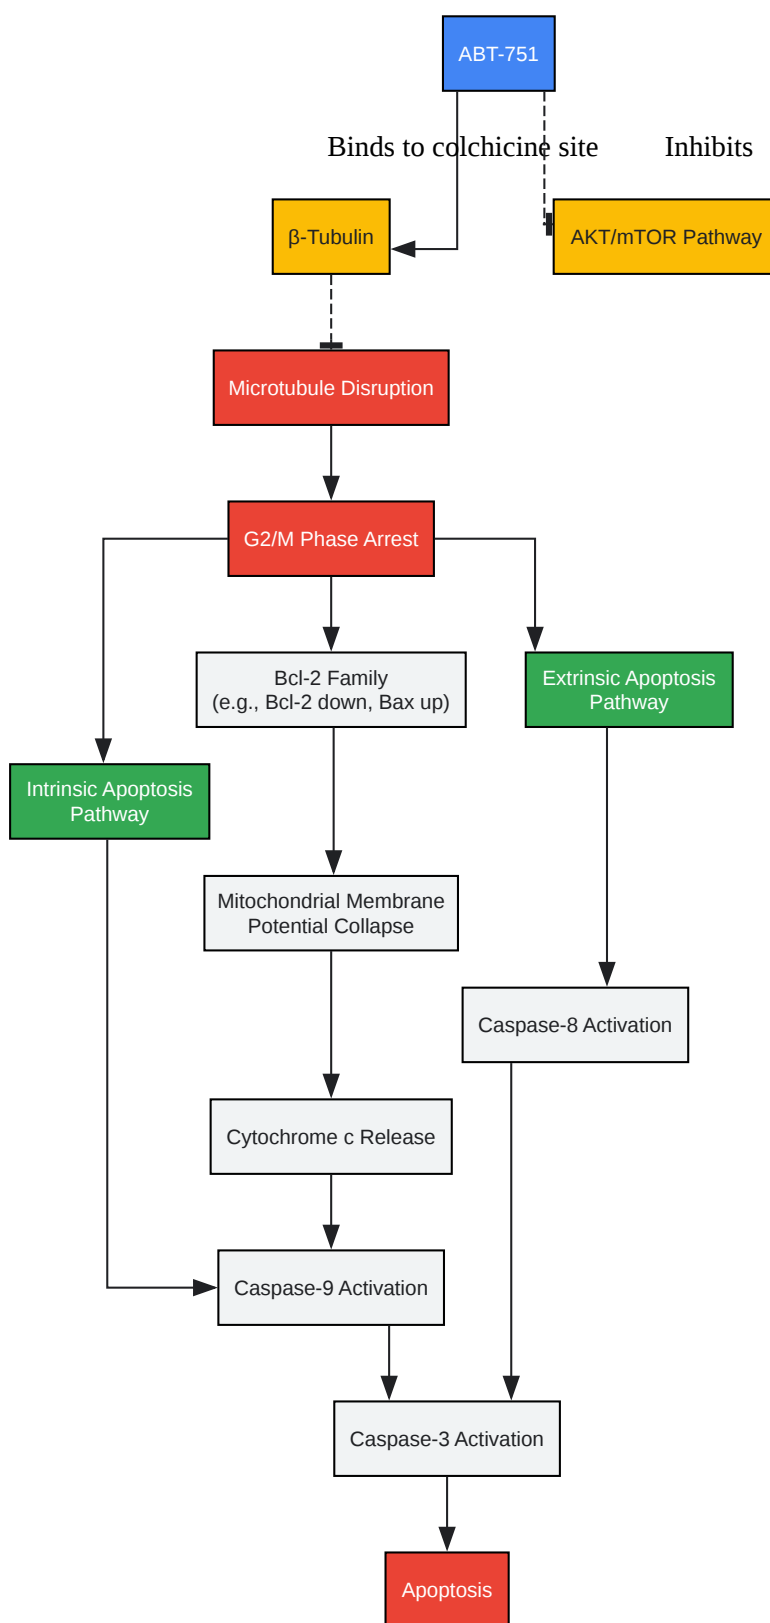 ABT-751
Binds to colchicine site
Inhibits
β-Tubulin
AKT/mTOR Pathway
Microtubule Disruption
G2/M Phase Arrest
Bcl-2 Family
(e.g., Bcl-2 down, Bax up)
Extrinsic Apoptosis
Pathway
Intrinsic Apoptosis
Pathway
Mitochondrial Membrane
Potential Collapse
Caspase-8 Activation
Cytochrome c Release
Caspase-9 Activation
Caspase-3 Activation
Apoptosis